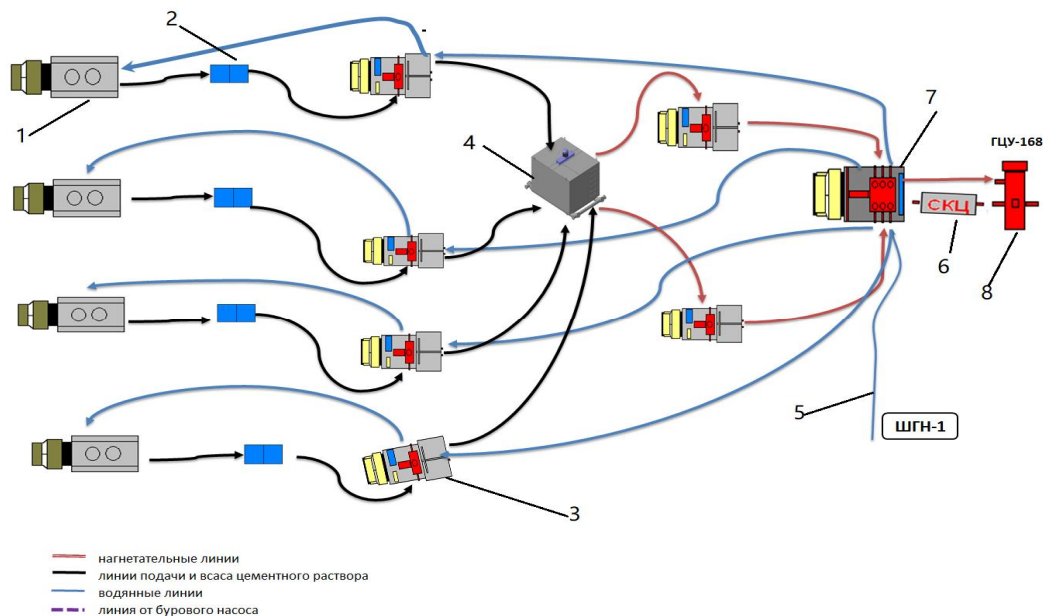 2
1
4
7
ГЦУ-168
СКЦ
6
8
5
ШГН-1
3
нагнетательные линии
линии подачи и всаса цементного раствора
водянные линии
линия от бурового насоса